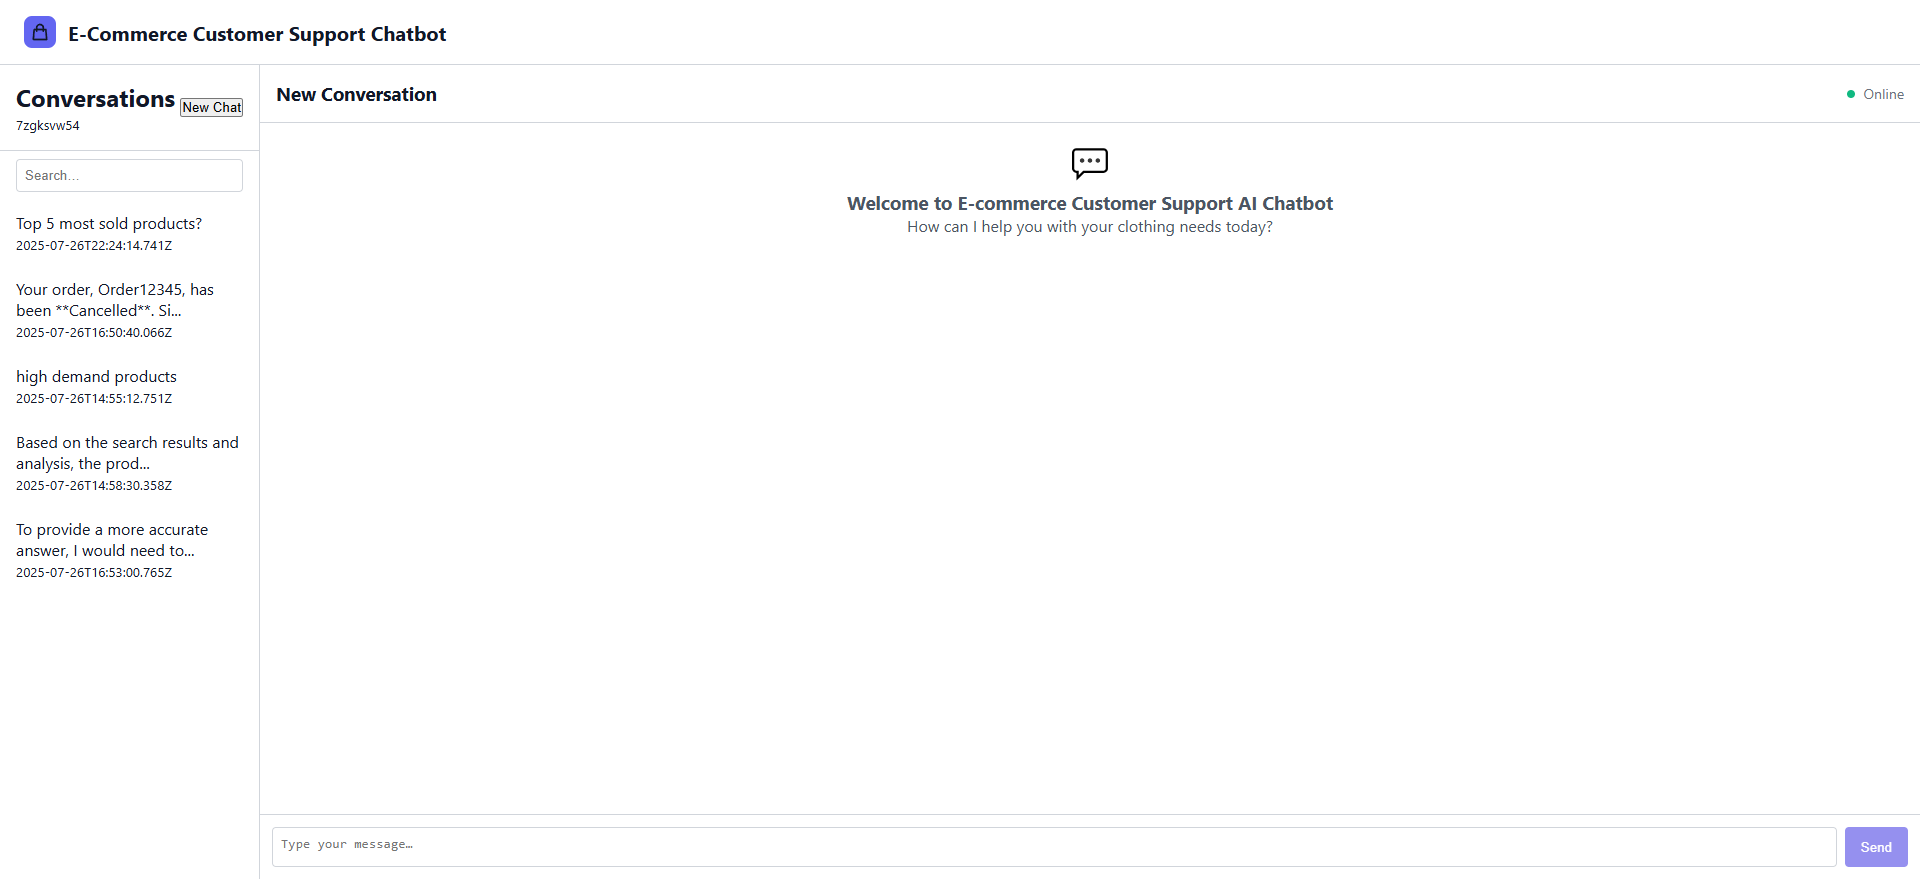 E-Commerce Customer Support Chatbot
Conversations
New Chat
7zgksvw54
Search...
Top 5 most sold products?
2025-07-26T22:24:14.741Z
Your order, Order12345, has
been **Cancelled**. Si...
2025-07-26T16:50:40.066Z
high demand products
2025-07-26T14:55:12.751Z
Based on the search results and
analysis, the prod...
2025-07-26T14:58:30.358Z
To provide a more accurate
answer, I would need to...
2025-07-26T16:53:00.765Z
New Conversation
Online
Welcome to E-commerce Customer Support AI Chatbot
How can I help you with your clothing needs today?
Type your message…
Send